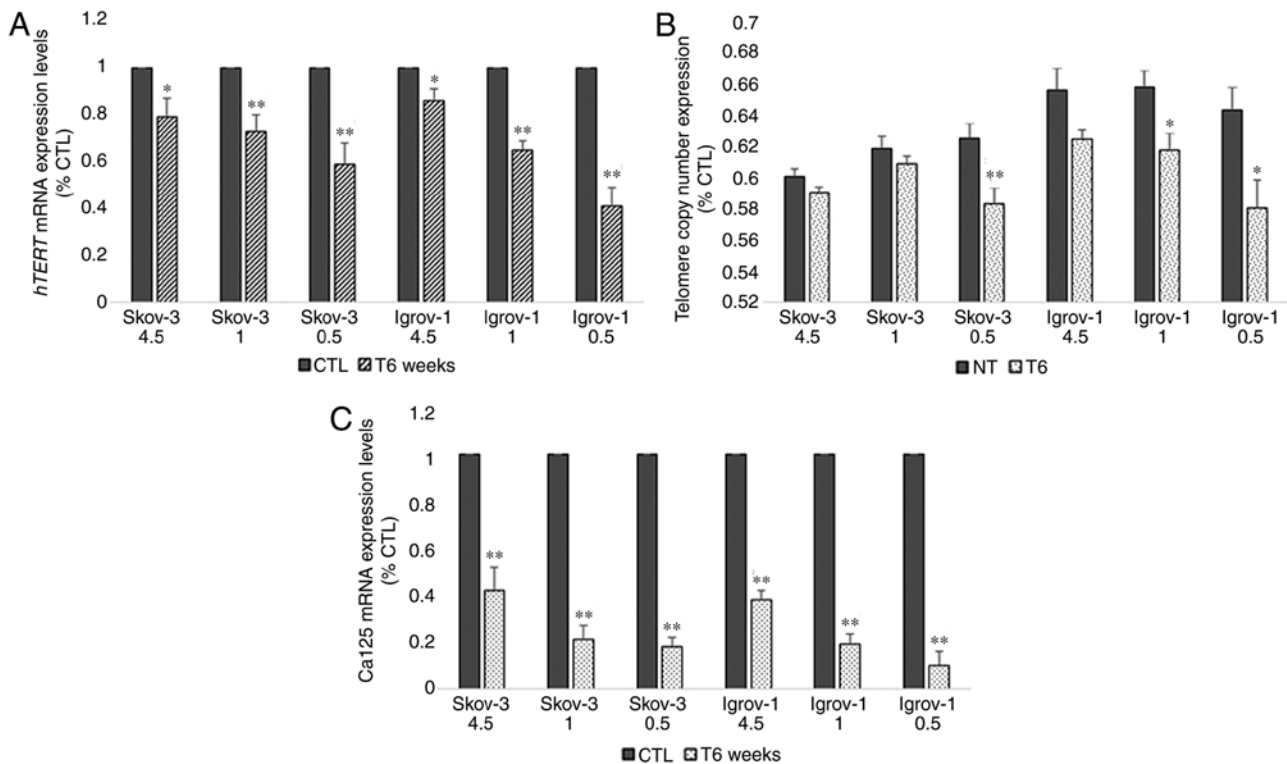 A
hTERT mRNA expression levels
(% CTL)
1.2
1
0.8
0.6
0.4
0.2
0
*
**
**
*
**
**
Skov-3 Skov-3 Skov-3 Igrov-1 Igrov-1 Igrov-1
4.5 1 0.5 4.5 1 0.5
CTL T6 weeks
B
Telomere copy number expression
(% CTL)
0.7
0.68
0.66
0.64
0.62
0.6
0.58
0.56
0.54
0.52
**
*
*
Skov-3 Skov-3 Skov-3 Igrov-1 Igrov-1 Igrov-1
4.5 1 0.5 4.5 1 0.5
NT T6
C
Ca125 mRNA expression levels
(% CTL)
1.2
1
0.8
0.6
0.4
0.2
0
**
**
**
**
**
**
Skov-3 Skov-3 Skov-3 Igrov-1 Igrov-1 Igrov-1
4.5 1 0.5 4.5 1 0.5
CTL T6 weeks